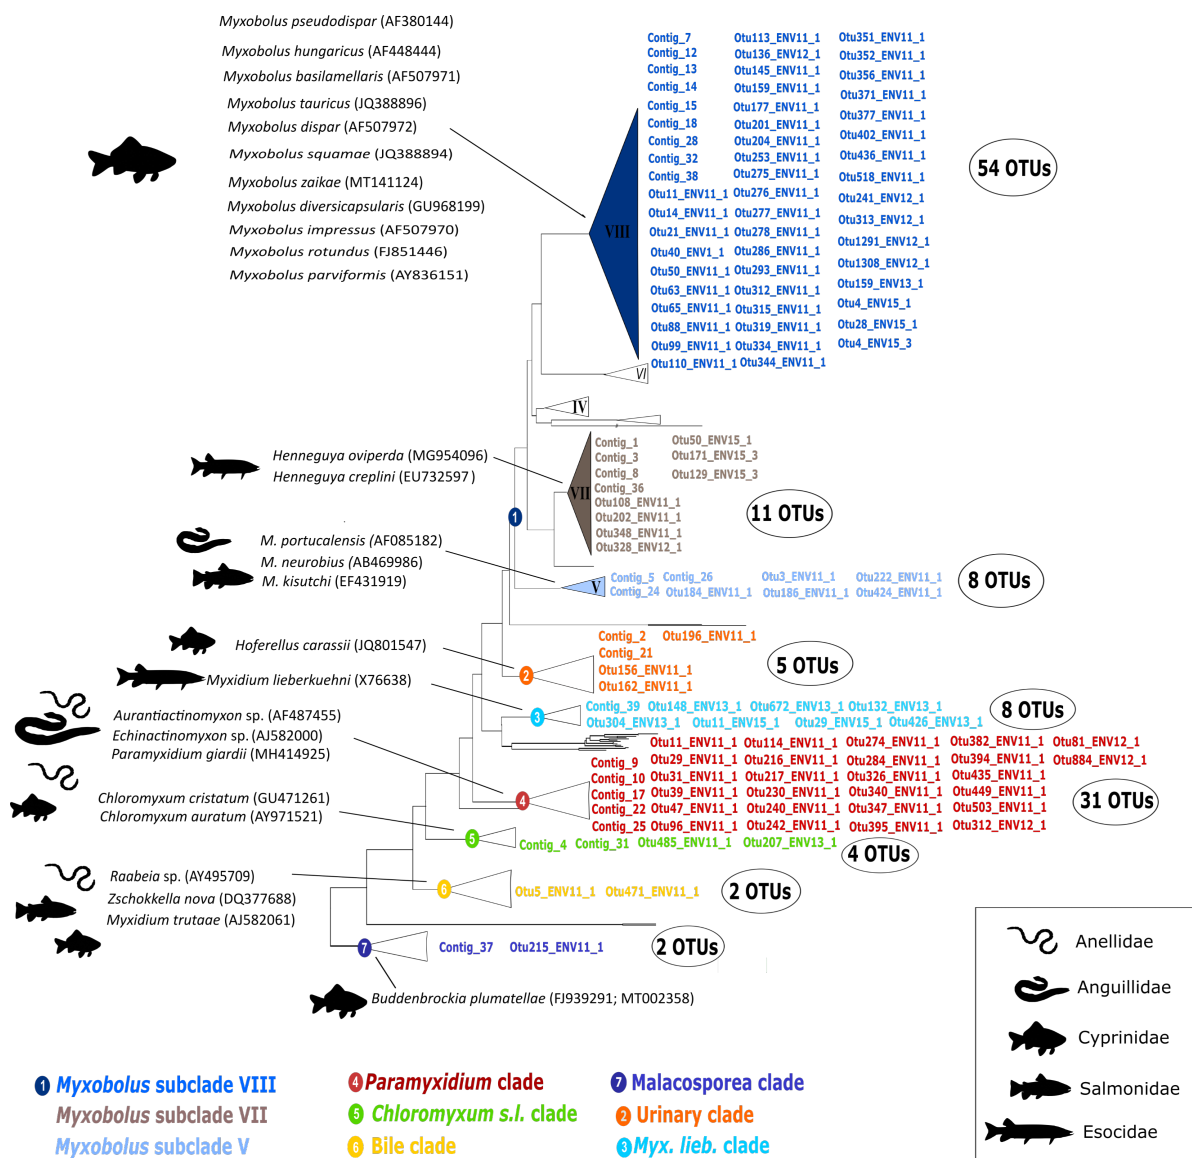 Myxobolus pseudodispar (AF380144)
Myxobolus hungaricus (AF448444)
Myxobolus basilamellaris (AF507971)
Myxobolus tauricus (JQ388896)
Myxobolus dispar (AF507972)
Myxobolus squamae (JQ388894)
Myxobolus zaikae (MT141124)
Myxobolus diversicapsularis (GU968199)
Myxobolus impressus (AF507970)
Myxobolus rotundus (FJ851446)
Myxobolus parviformis (AY836151)
VIII
Contig_7 Otu113_ENV11_1 Otu351_ENV11_1
Contig_12 Otu136_ENV12_1 Otu352_ENV11_1
Contig_13 Otu145_ENV11_1 Otu356_ENV11_1
Contig_14 Otu159_ENV11_1 Otu371_ENV11_1
Contig_15 Otu177_ENV11_1 Otu377_ENV11_1
Contig_18 Otu201_ENV11_1 Otu402_ENV11_1
Contig_28 Otu204_ENV11_1 Otu436_ENV11_1
Contig_32 Otu253_ENV11_1 Otu518_ENV11_1
Contig_38 Otu275_ENV11_1 Otu241_ENV12_1
Otu11_ENV11_1 Otu276_ENV11_1 Otu313_ENV12_1
Otu14_ENV11_1 Otu277_ENV11_1 Otu1291_ENV12_1
Otu21_ENV11_1 Otu278_ENV11_1 Otu1308_ENV12_1
Otu40_ENV1_1 Otu286_ENV11_1 Otu159_ENV13_1
Otu50_ENV11_1 Otu293_ENV11_1 Otu4_ENV15_1
Otu63_ENV11_1 Otu312_ENV11_1 Otu28_ENV15_1
Otu65_ENV11_1 Otu315_ENV11_1 Otu4_ENV15_3
Otu88_ENV11_1 Otu319_ENV11_1
Otu99_ENV11_1 Otu334_ENV11_1
Otu110_ENV11_1 Otu344_ENV11_1
54 OTUs
VI
IV
Henneguya oviperda (MG954096)
Henneguya creplini (EU732597)
VII
Contig_1 Otu50_ENV15_1
Contig_3 Otu171_ENV15_3
Contig_8 Otu129_ENV15_3
Contig_36
Otu108_ENV11_1
Otu202_ENV11_1
Otu348_ENV11_1
Otu328_ENV12_1
11 OTUs
1
M. portucalensis (AF085182)
M. neurobius (AB469986)
M. kisutchi (EF431919)
V
Contig_5 Contig_26 Otu3_ENV11_1 Otu222_ENV11_1
Contig_24 Otu184_ENV11_1 Otu186_ENV11_1 Otu424_ENV11_1
8 OTUs
Hoferellus carassii (JQ801547)
2
Contig_2 Otu196_ENV11_1
Contig_21
Otu156_ENV11_1
Otu162_ENV11_1
5 OTUs
Myxidium lieberkuehni (X76638)
3
Contig_39 Otu148_ENV13_1 Otu672_ENV13_1 Otu132_ENV13_1
Otu304_ENV13_1 Otu11_ENV15_1 Otu29_ENV15_1 Otu426_ENV13_1
8 OTUs
Aurantiactinomyxon sp. (AF487455)
Echinactinomyxon sp. (AJ582000)
Paramyxidium giardii (MH414925)
4
Otu11_ENV11_1 Otu114_ENV11_1 Otu274_ENV11_1 Otu382_ENV11_1 Otu81_ENV12_1
Contig_9 Otu29_ENV11_1 Otu216_ENV11_1 Otu284_ENV11_1 Otu394_ENV11_1 Otu884_ENV12_1
Contig_10 Otu31_ENV11_1 Otu217_ENV11_1 Otu326_ENV11_1 Otu435_ENV11_1
Contig_17 Otu39_ENV11_1 Otu230_ENV11_1 Otu340_ENV11_1 Otu449_ENV11_1
Contig_22 Otu47_ENV11_1 Otu240_ENV11_1 Otu347_ENV11_1 Otu503_ENV11_1
Contig_25 Otu96_ENV11_1 Otu242_ENV11_1 Otu395_ENV11_1 Otu312_ENV12_1
31 OTUs
Chloromyxum cristatum (GU471261)
Chloromyxum auratum (AY971521)
5
Contig_4 Contig_31 Otu485_ENV11_1 Otu207_ENV13_1
4 OTUs
Raabeia sp. (AY495709)
Zschokkella nova (DQ377688)
Myxidium trutaae (AJ582061)
6
Otu5_ENV11_1 Otu471_ENV11_1
2 OTUs
7
Contig_37 Otu215_ENV11_1
2 OTUs
Buddenbrockia plumatellae (FJ939291; MT002358)
Anellidae
Anguillidae
Cyprinidae
Salmonidae
Esocidae
1 Myxobolus subclade VIII
Myxobolus subclade VII
Myxobolus subclade V
4 Paramyxidium clade
5 Chloromyxum s.l. clade
6 Bile clade
7 Malacosporea clade
2 Urinary clade
3 Myx. lieb. clade